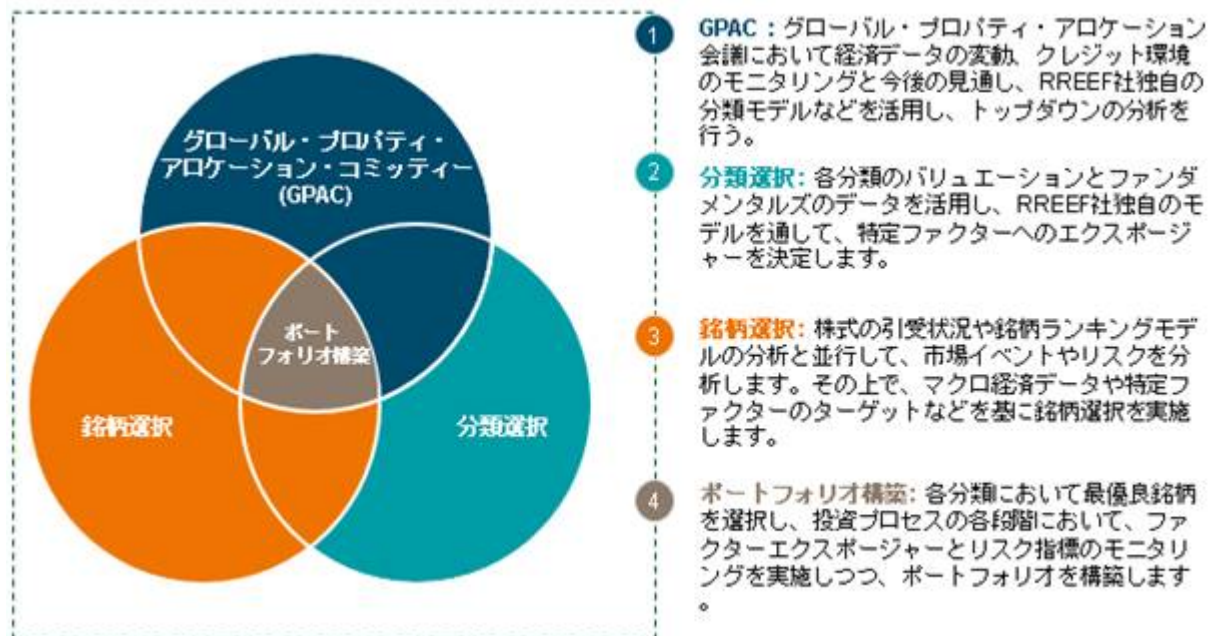 グローバル・プロパティ・
アロケーション・コミッティー
(GPAC)
ポート
フォリオ構築
銘柄選択
分類選択
1
GPAC：グローバル・プロパティ・アロケーション
会議において経済データの変動、クレジット環境
のモニタリングと今後の見通し、RREEF社独自の
分類モデルなどを活用し、トップダウンの分析を
行う。
2
分類選択: 各分類のバリュエーションとファンダ
メンタルズのデータを活用し、RREEF社独自のモ
デルを通して、特定ファクターへのエクスポージ
ャーを決定します。
3
銘柄選択: 株式の引受状況や銘柄ランキングモデ
ルの分析と並行して、市場イベントやリスクを分
析します。その上で、マクロ経済データや特定フ
ァクターのターゲットなどを基に銘柄選択を実施
します。
4
ポートフォリオ構築: 各分類において最優良銘柄
を選択し、投資プロセスの各段階において、ファ
クターエクスポージャーとリスク指標のモニタリ
ングを実施しつつ、ポートフォリオを構築します
。